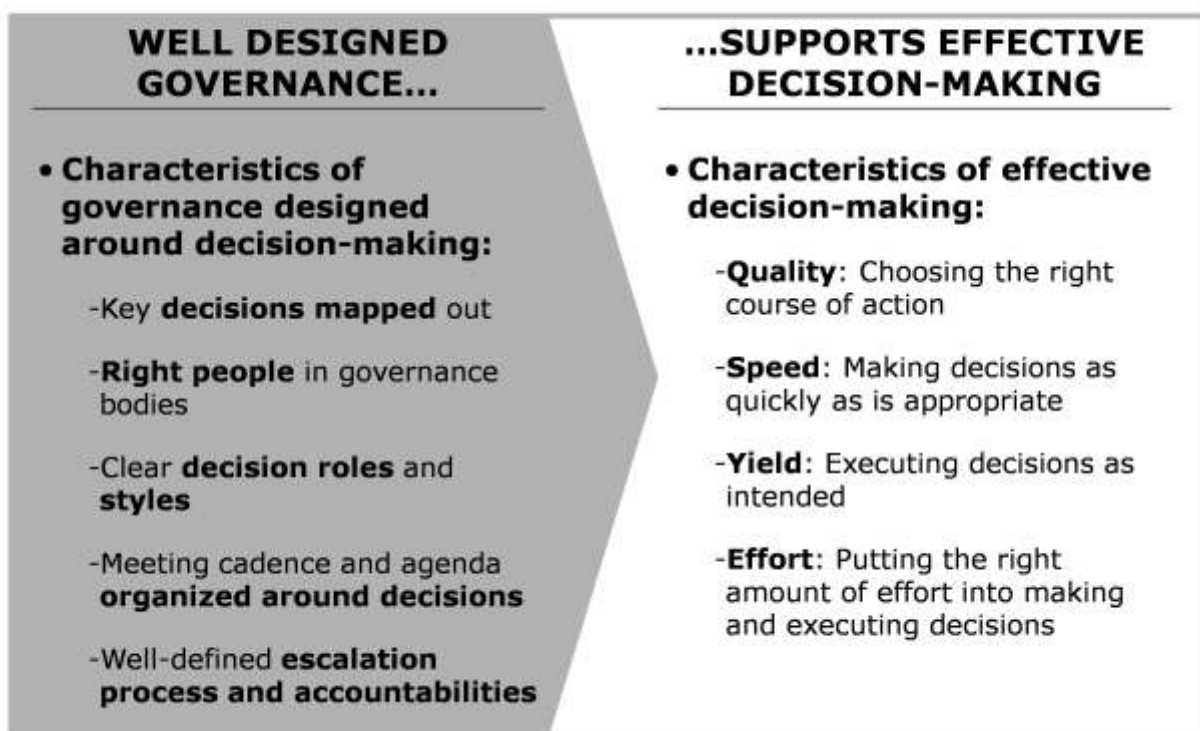 WELL DESIGNED
GOVERNANCE...
• Characteristics of
governance designed
around decision-making:
-Key decisions mapped out
-Right people in governance
bodies
-Clear decision roles and
styles
-Meeting cadence and agenda
organized around decisions
-Well-defined escalation
process and accountabilities
...SUPPORTS EFFECTIVE
DECISION-MAKING
• Characteristics of effective
decision-making:
-Quality: Choosing the right
course of action
-Speed: Making decisions as
quickly as is appropriate
-Yield: Executing decisions as
intended
-Effort: Putting the right
amount of effort into making
and executing decisions